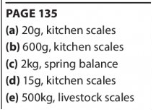 PAGE 135
(a) 20g, kitchen scales
(b) 600g, kitchen scales
(c) 2kg, spring balance
(d) 15g, kitchen scales
(e) 500kg, livestock scales